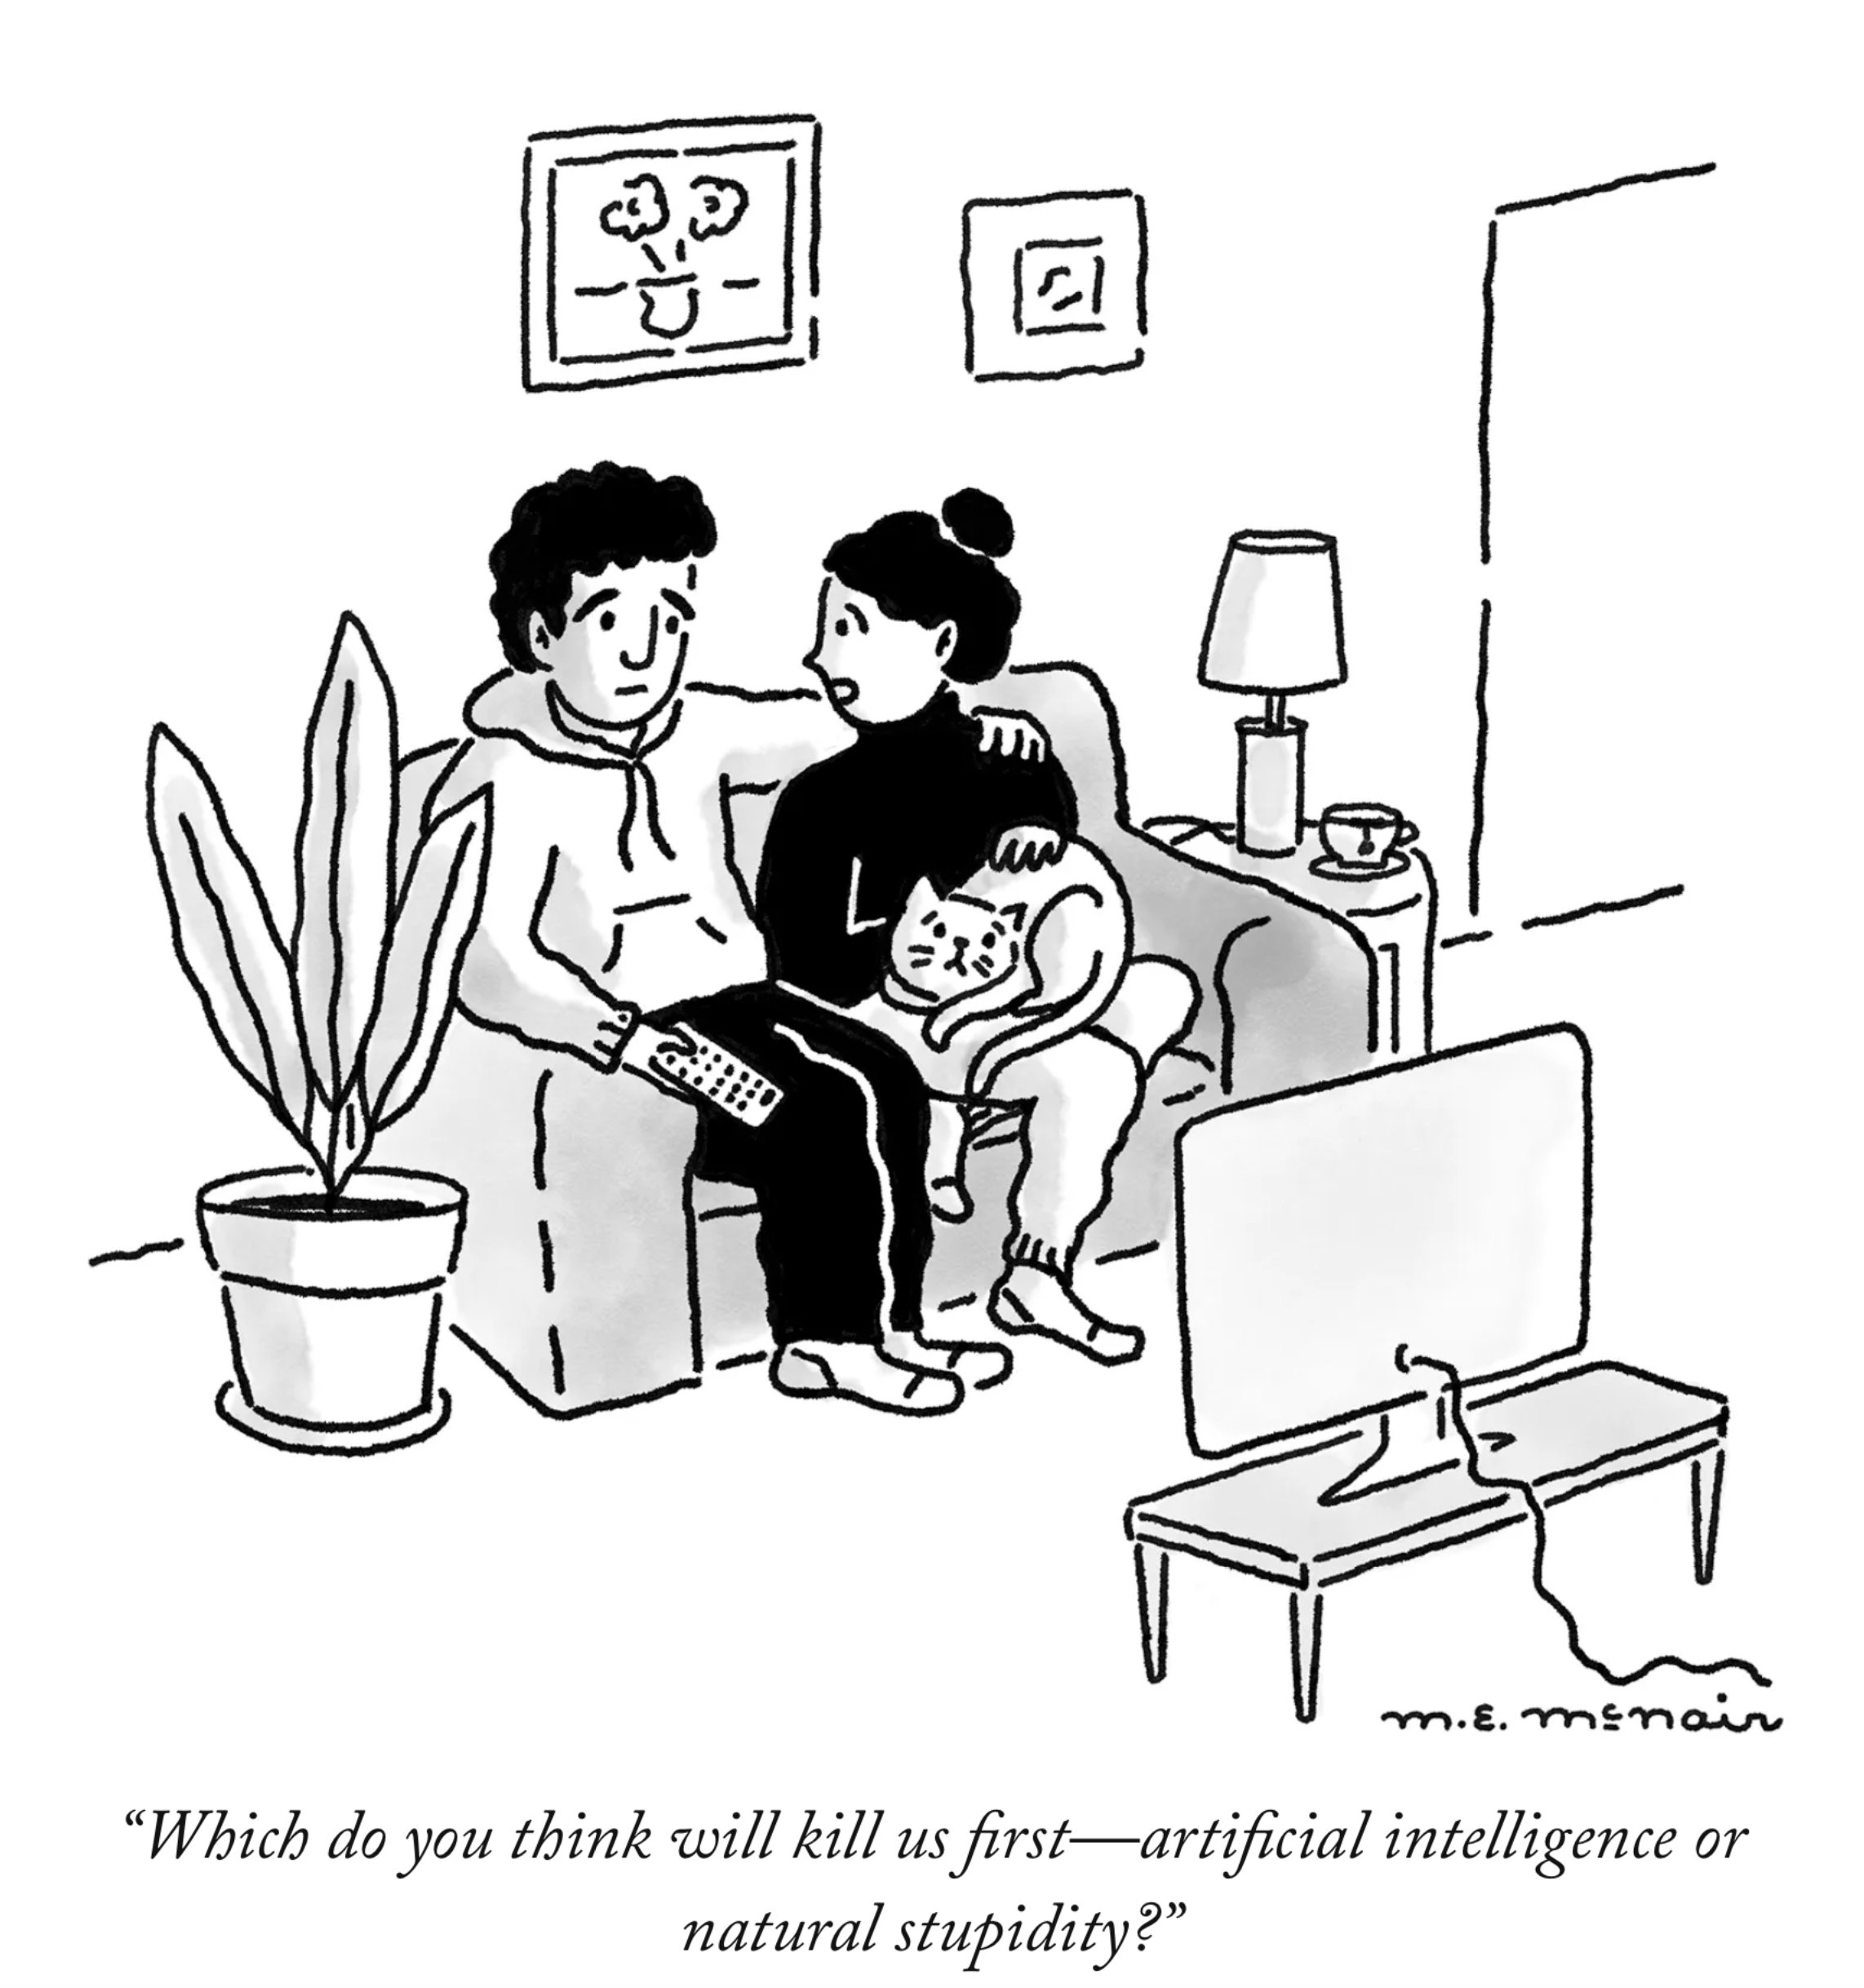 m.e. mcnair
“Which do you think will kill us first—artificial intelligence or
natural stupidity?”